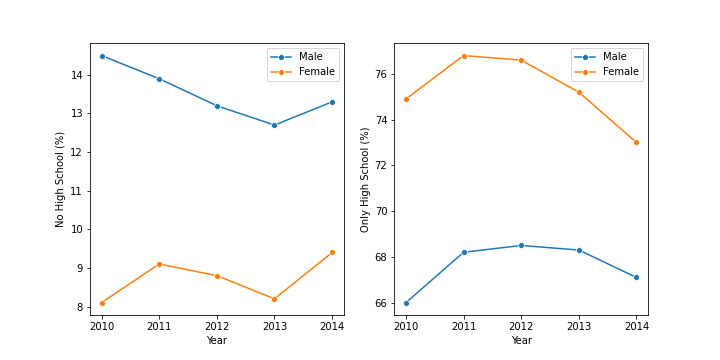 No High School (%)
14
13
12
11
10
9
8
2010 2011 2012 2013 2014
Year
Male
Female
Only High School (%)
76
74
72
70
68
66
2010 2011 2012 2013 2014
Year
Male
Female